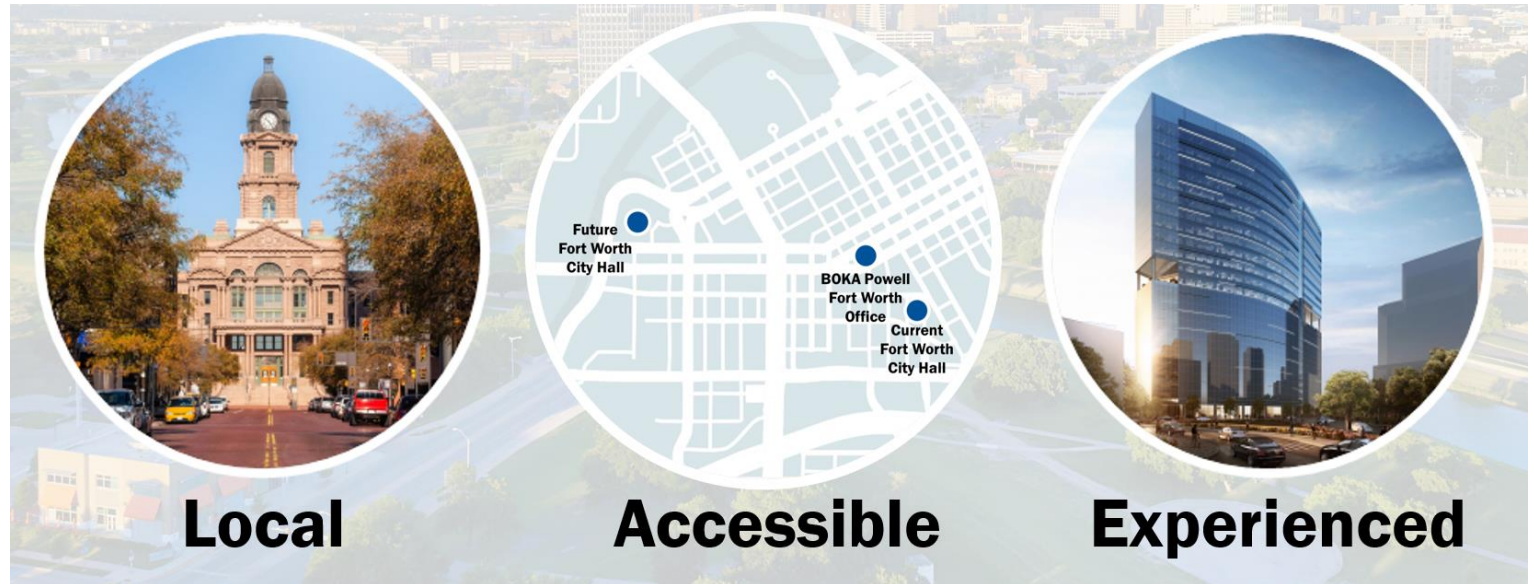 Future
Fort Worth
City Hall
BOKA Powell
Fort Worth
Office
Current
Fort Worth
City Hall
Local
Accessible
Experienced